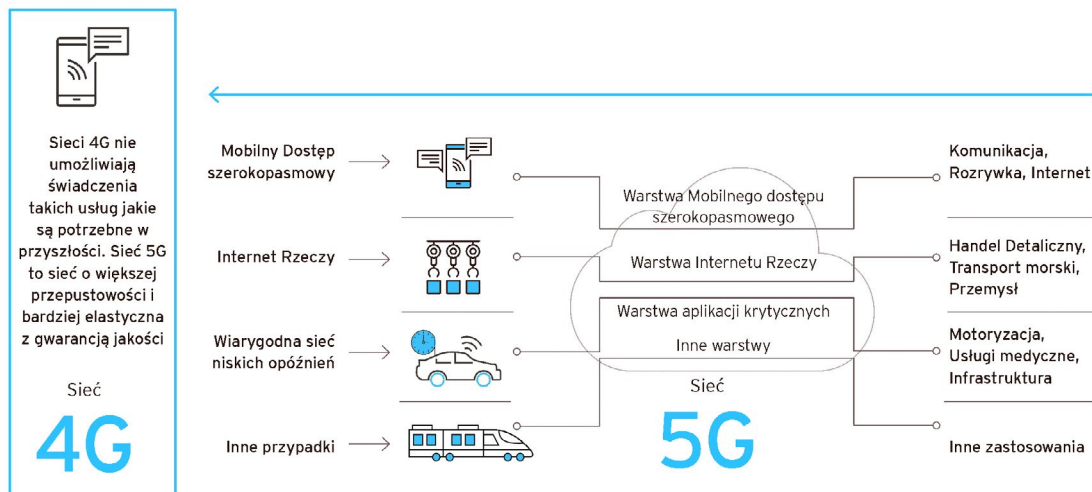 Sieci 4G nie
umożliwiają
świadczenia
takich usług jakie
są potrzebne w
przyszłości. Sieć 5G
to sieć o większej
przepustowości i
bardziej elastyczna
z gwarancją jakości
Sieć
4G
Mobilny Dostęp
szerokopasmowy
Internet Rzeczy
Wiarygodna sieć
niskich opóźnień
Inne przypadki
Warstwa Mobilnego dostępu
szerokopasmowego
Warstwa Internetu Rzeczy
Warstwa aplikacji krytycznych
Inne warstwy
Sieć
5G
Komunikacja,
Rozrywka, Internet
Handel Detaliczny,
Transport morski,
Przemysł
Motoryzacja,
Usługi medyczne,
Infrastruktura
Inne zastosowania